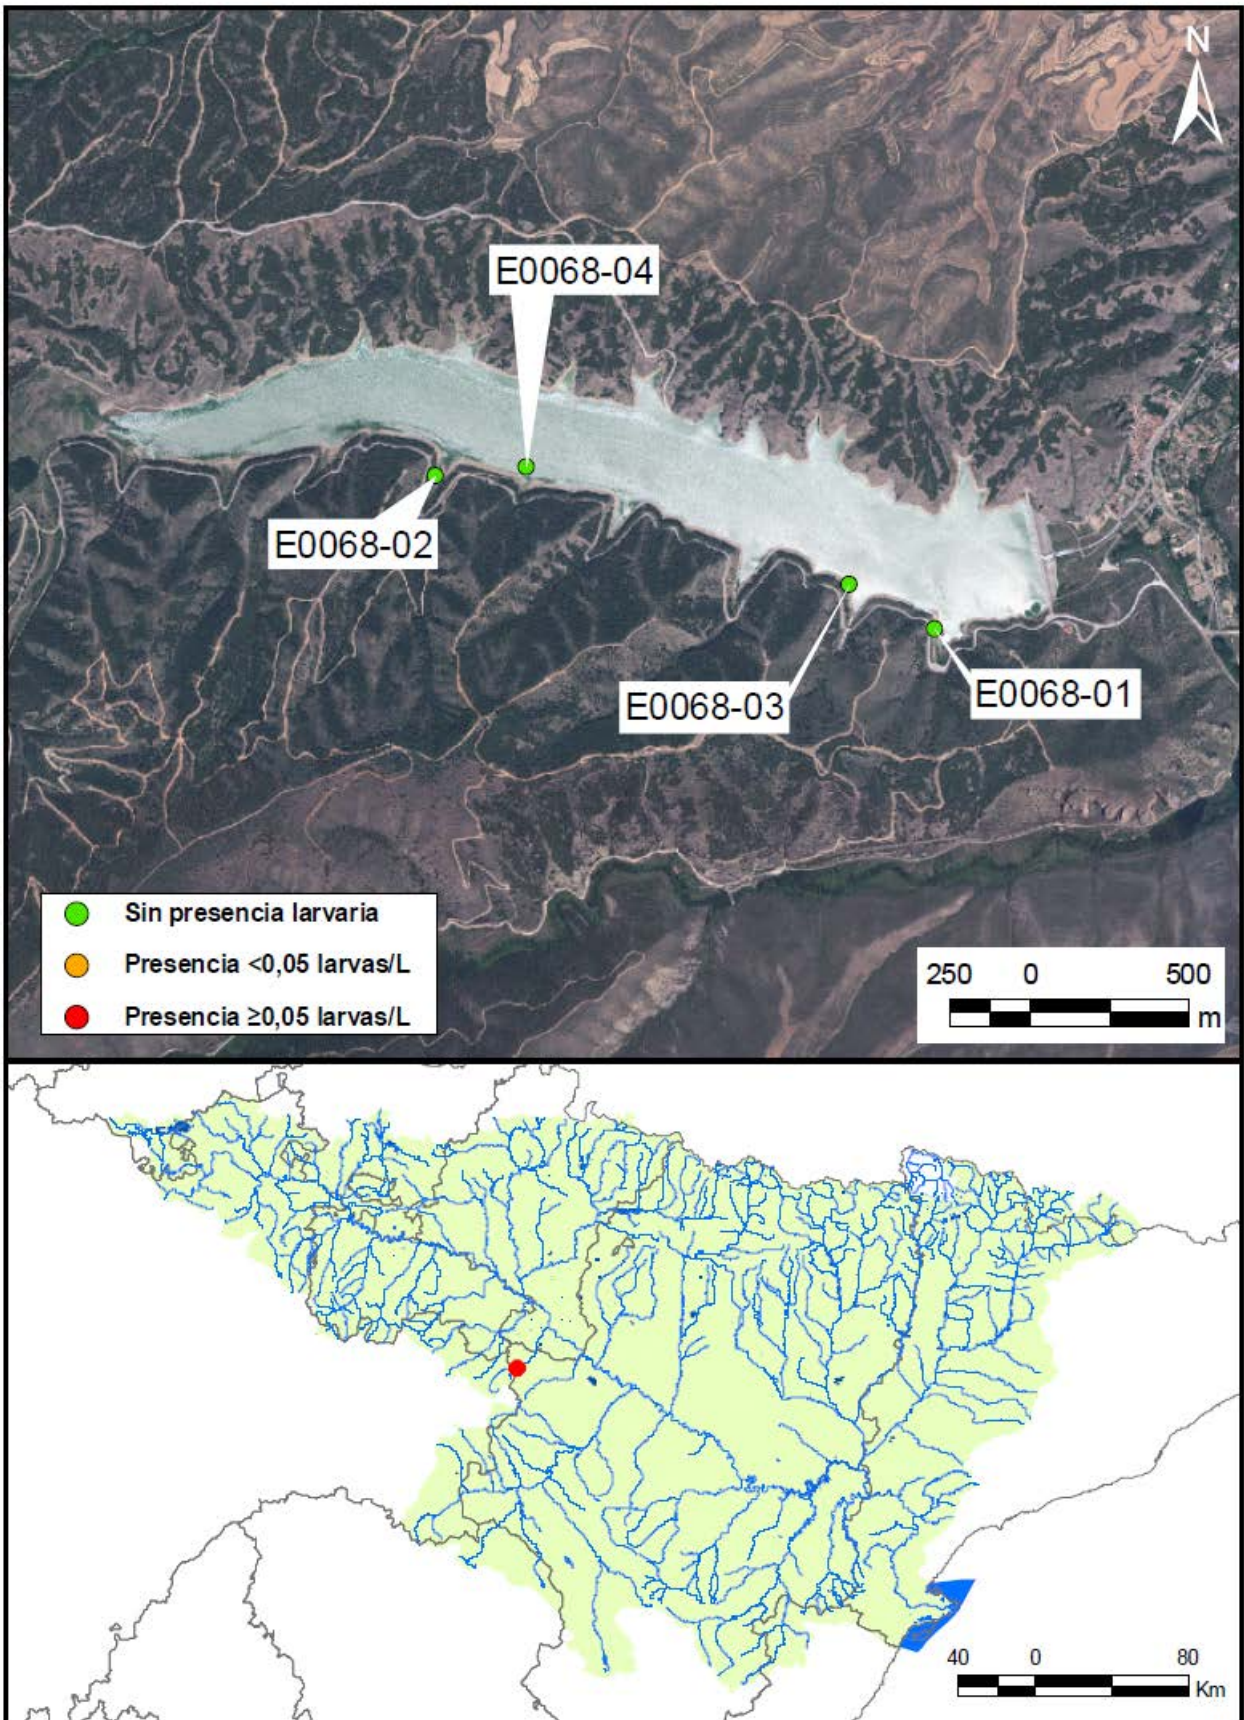 N
E0068-04
E0068-02
E0068-03
E0068-01
Sin presencia larvaria
Presencia <0,05 larvas/L
Presencia ≥0,05 larvas/L
250 0 500
m
40 0 80
Km